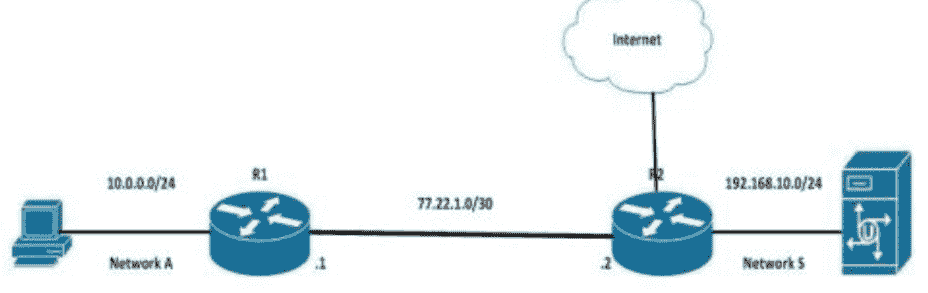 Internet
10.0.0.0/24
R1
77.22.1.0/30
R2
192.168.10.0/24
Network A
.1
.2
Network S
U